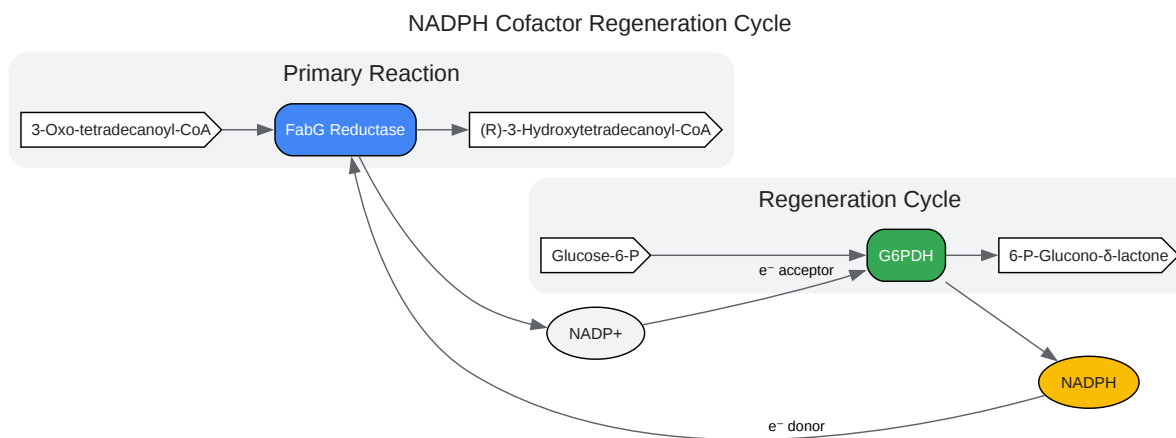 NADPH Cofactor Regeneration Cycle
Primary Reaction
3-Oxo-tetradecanoyl-CoA
FabG Reductase
(R)-3-Hydroxytetradecanoyl-CoA
Regeneration Cycle
Glucose-6-P
G6PDH
6-P-Glucono-δ-lactone
e⁻ acceptor
NADP+
NADPH
e⁻ donor